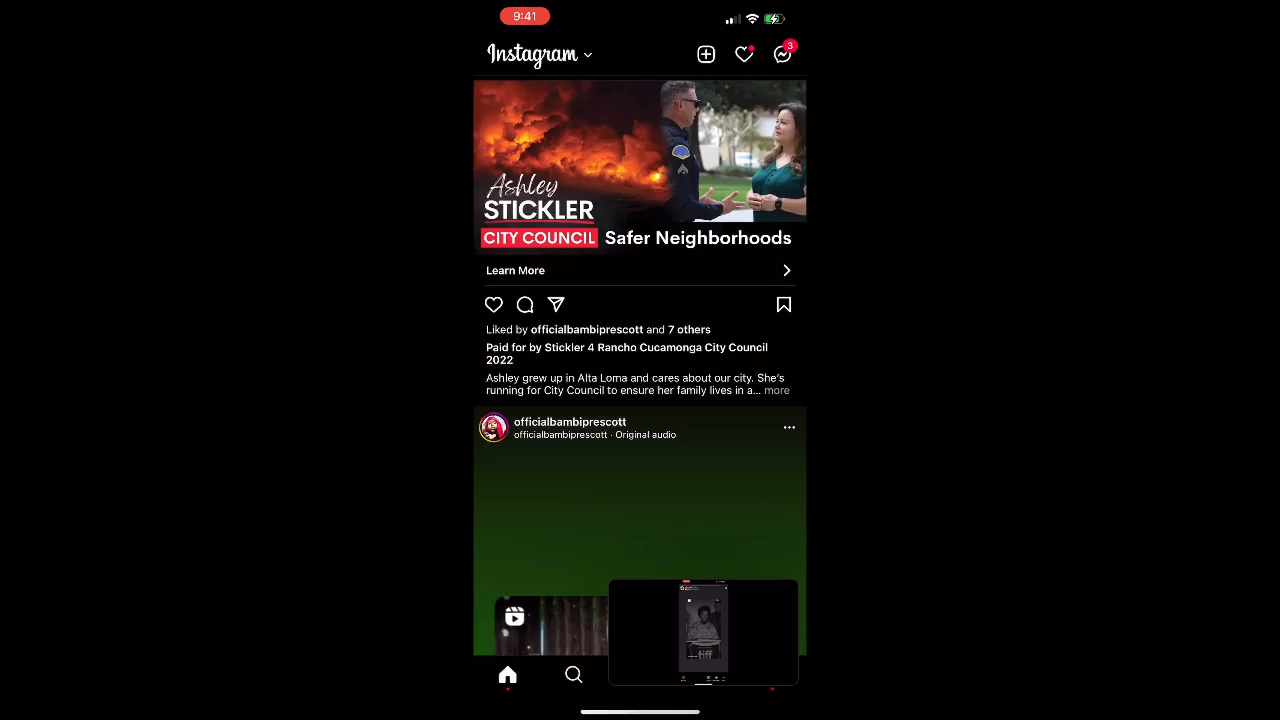 9:41
Instagram
3
Ashley
STICKLER
CITY COUNCIL Safer Neighborhoods
Learn More
Liked by officialbambiprescott and 7 others
Paid for by Stickler 4 Rancho Cucamonga City Council
2022
Ashley grew up in Alta Loma and cares about our city. She's
running for City Council to ensure her family lives in a... more
officialbambiprescott
officialbambiprescott · Original audio
tiff